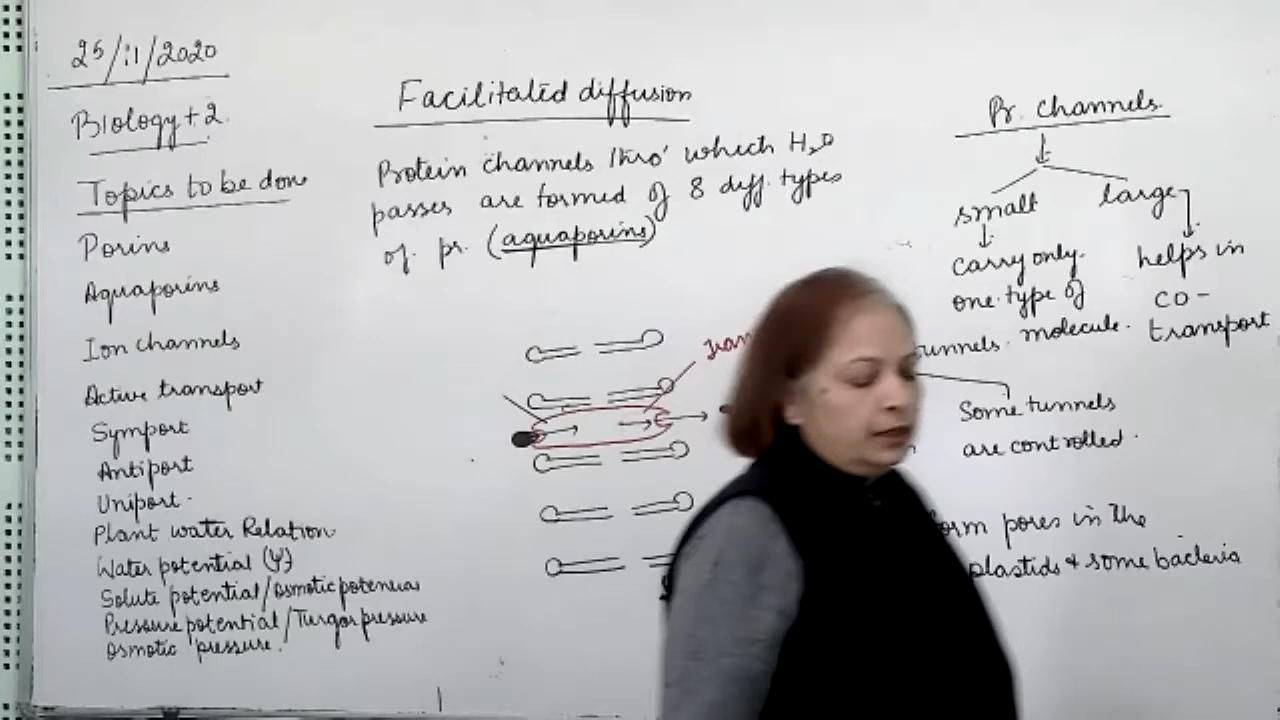 25/11/2020
Biology +2.
Topics to be done
Porins
Aquaporins
Ion channels
Active transport
Symport
Antiport
Uniport.
Plant water Relation
Water potential (Ψ)
Solute potential/Osmotic potential
Pressure potential/Turgor pressure
Osmotic pressure.
Facilitated diffusion
Protein channels 'thro' which H₂O
passes are formed of 8 diff. types
of pr. (aquaporins)
Pr. channels.
small large
carry only helps in
one type of co-
molecule. transport
Some tunnels
are controlled.
pores in the
plastids & some bacteria